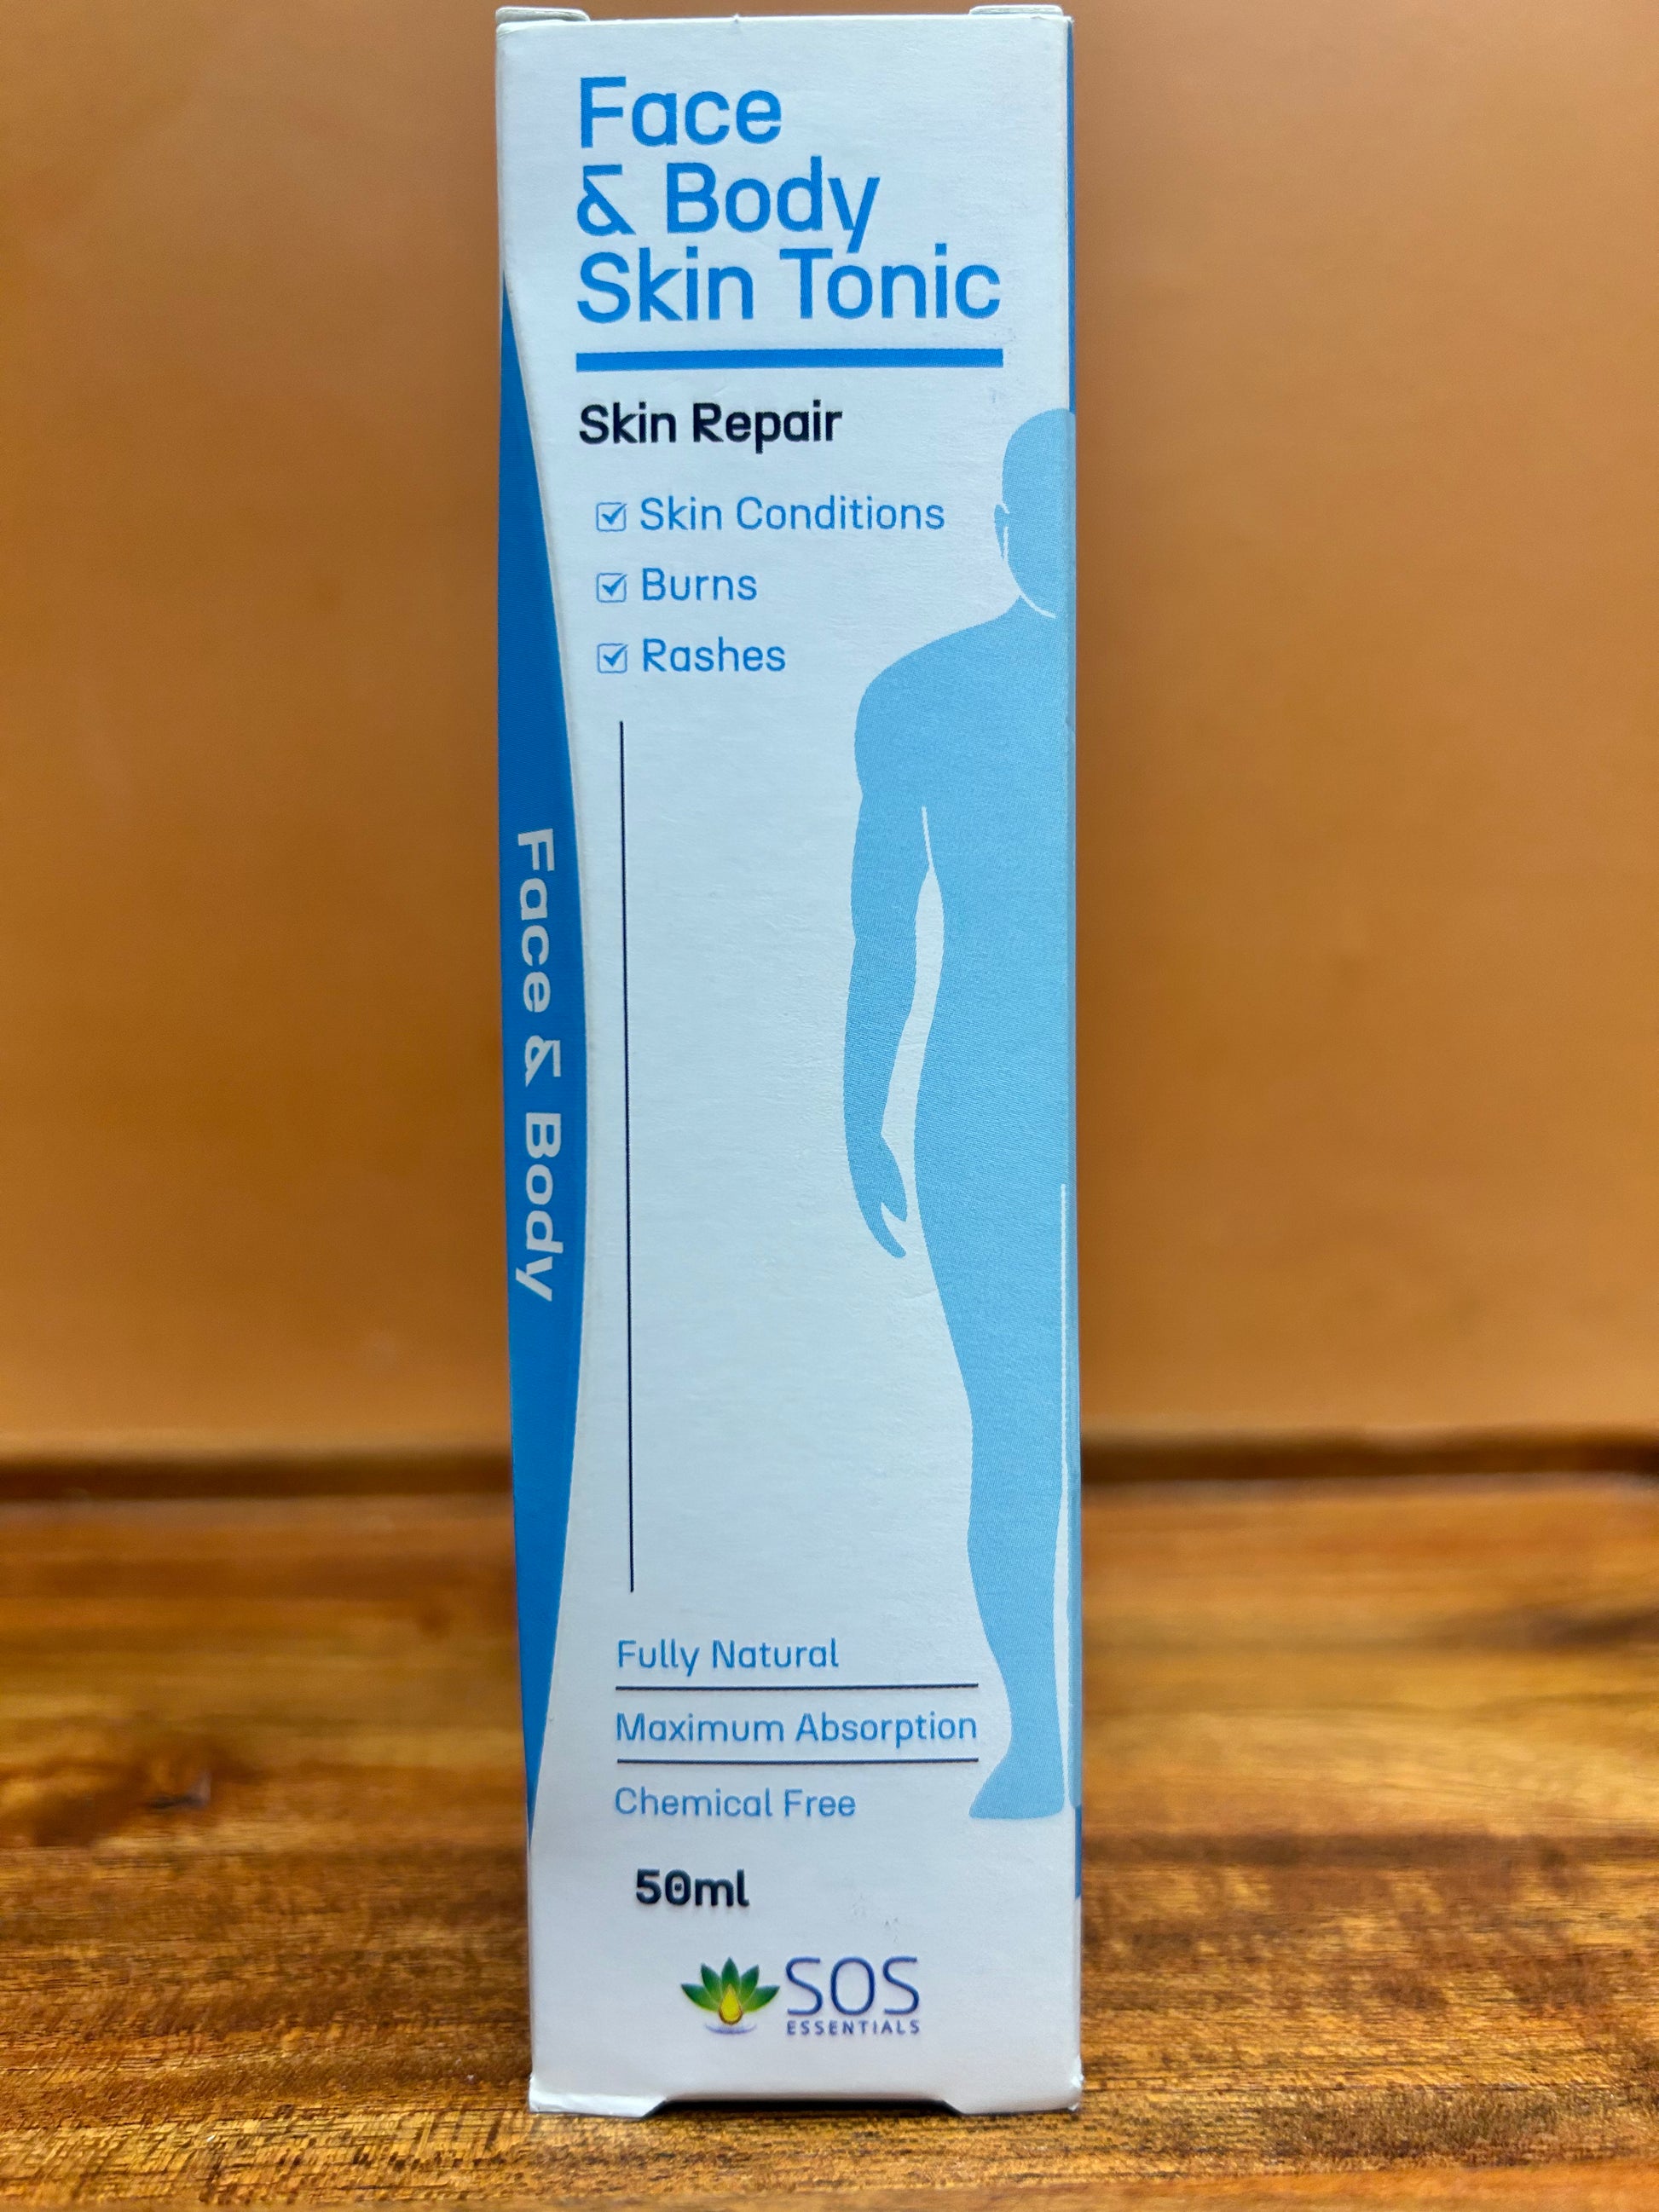 Face
& Body
Skin Tonic
Skin Repair
Skin Conditions
Burns
Rashes
Face & Body
Fully Natural
Maximum Absorption
Chemical Free
50ml
SOS
ESSENTIALS